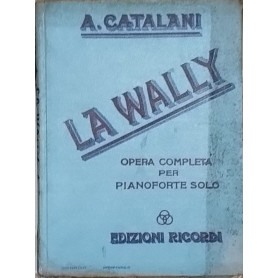 A. CATALANI
LA WALLY
OPERA COMPLETA
PER
PIANOFORTE SOLO
EDIZIONI RICORDI